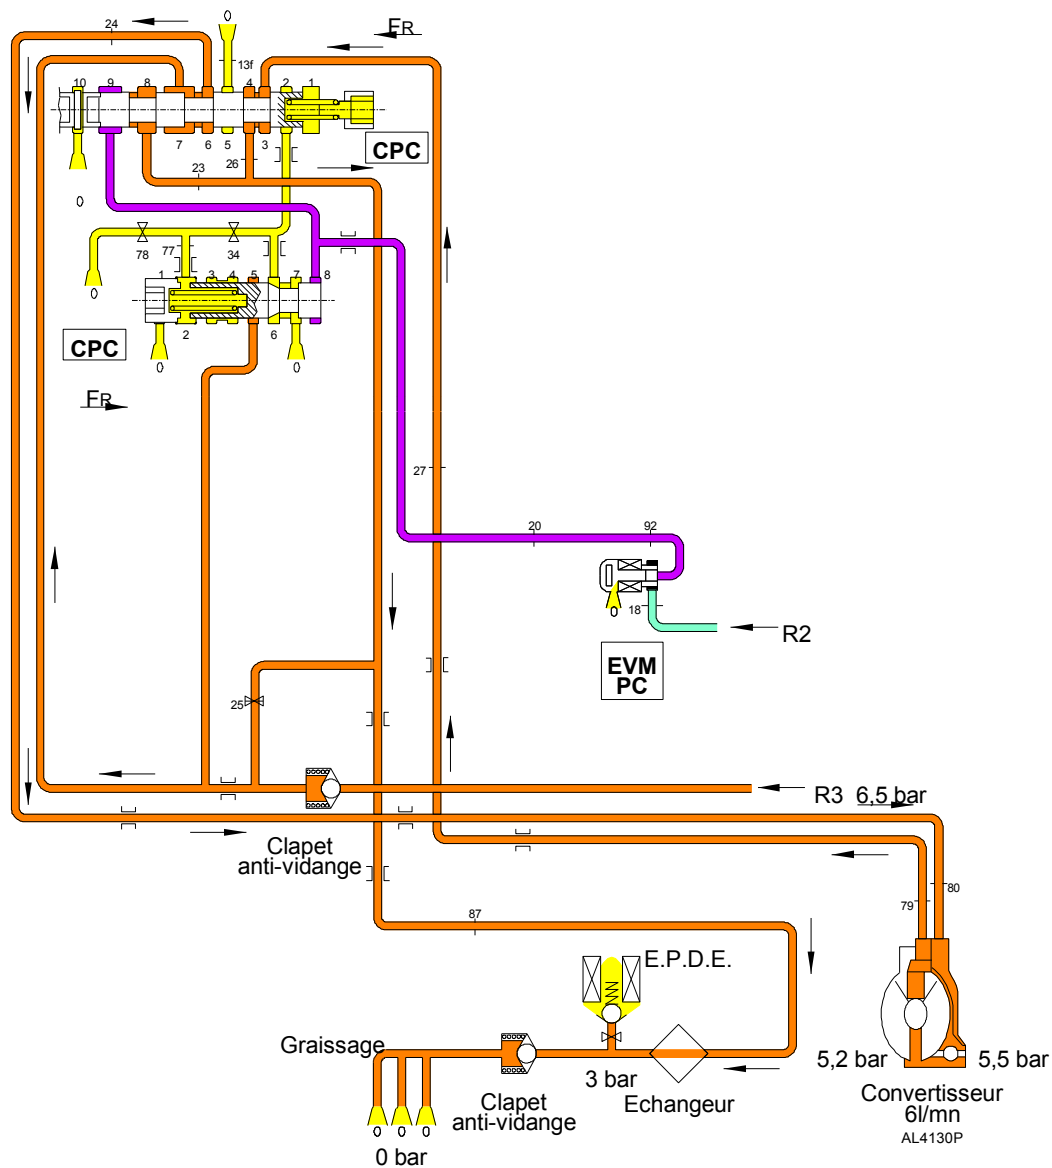 24
0
FR
13f
10
9
8
4
2
1
7
6
5
3
CPC
26
23
0
78
77
34
1
3
4
5
7
8
0
2
6
CPC
0
0
FR
27
20
92
0
18
R2
EVM
PC
25
R3 6,5 bar
Clapet
anti-vidange
79
80
87
E.P.D.E.
Graissage
5,2 bar
5,5 bar
3 bar
Echangeur
Clapet
anti-vidange
Convertisseur
6l/mn
AL4130P
0
0
0
0 bar